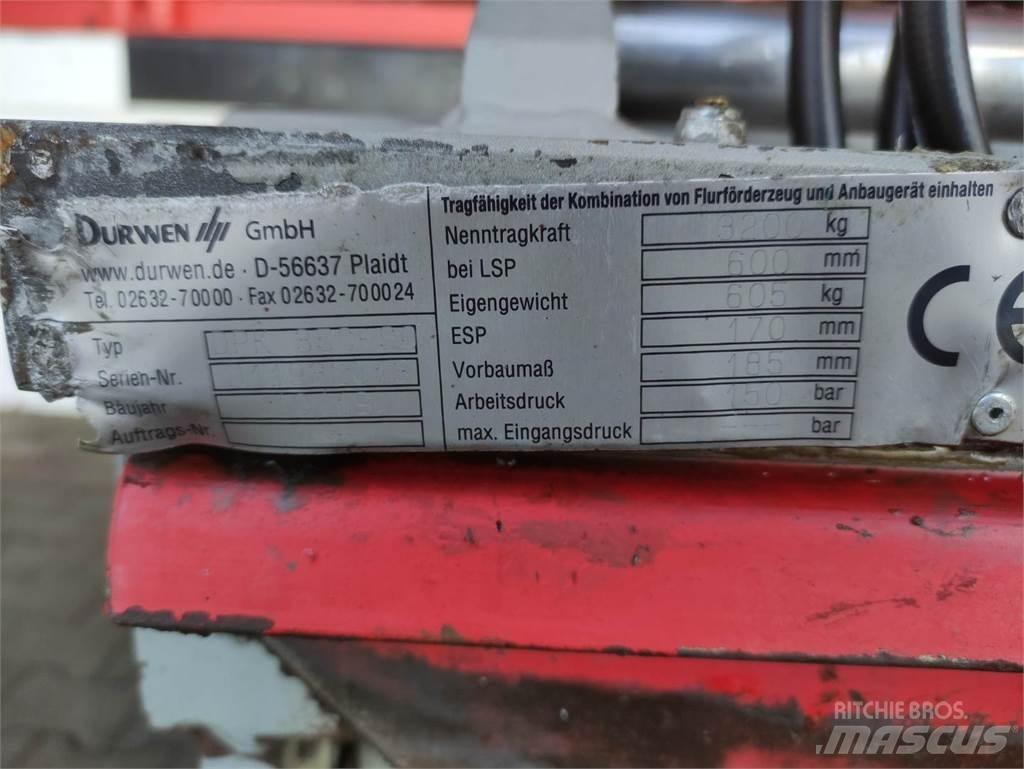 DURWEN GmbH
www.durwen.de · D-56637 Plaidt
Tel. 02632-70000 · Fax 02632-700024
Typ
Serien-Nr.
Baujahr
Auftrags-Nr.
Tragfähigkeit der Kombination von Flurförderzeug und Anbaugerät einhalten
Nenntragkraft 3200 kg
bei LSP 600 mm
Eigengewicht 605 kg
ESP 170 mm
Vorbaumaß 185 mm
Arbeitsdruck 150 bar
max. Eingangsdruck bar
CE
RITCHIE BROS.
MASCUS